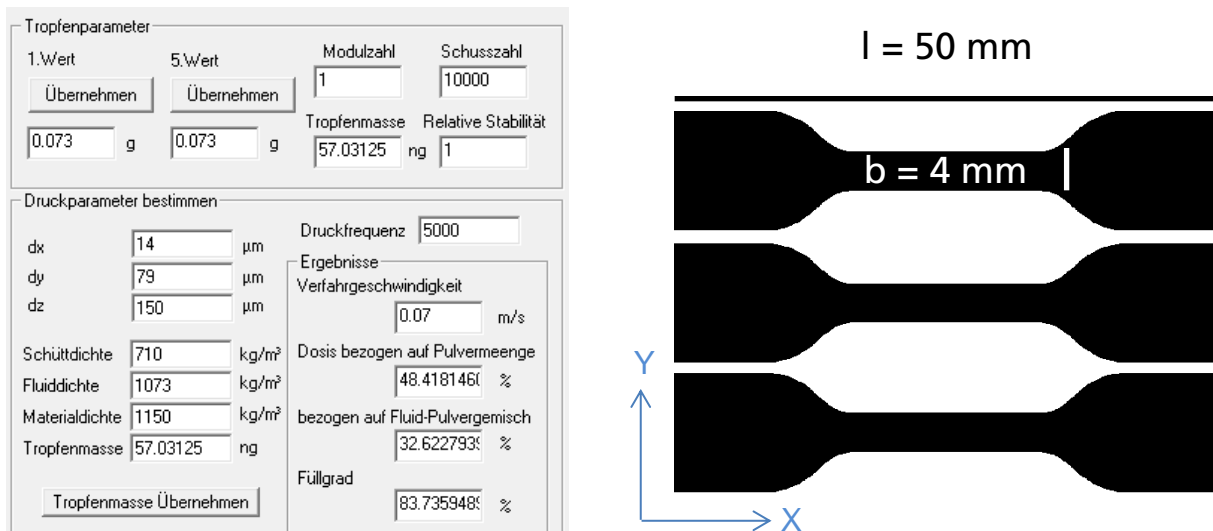 Tropfenparameter
1.Wert 5.Wert Modulzahl Schusszahl
Übernehmen Übernehmen 1 10000
Tropfenmasse Relative Stabilität
0.073 g 0.073 g 57.03125 ng 1
Druckparameter bestimmen
Druckfrequenz 5000
dx 14 µm
dy 79 µm
dz 150 µm
Schüttdichte 710 kg/m³
Fluiddichte 1073 kg/m³
Materialdichte 1150 kg/m³
Tropfenmasse 57.03125 ng
Tropfenmasse Übernehmen
Ergebnisse
Verfahrgeschwindigkeit
0.07 m/s
Dosis bezogen auf Pulvermeenge
48.418146 %
bezogen auf Fluid-Pulvergemisch
32.622793 %
Füllgrad
83.735948 %
l = 50 mm
b = 4 mm
Y
X